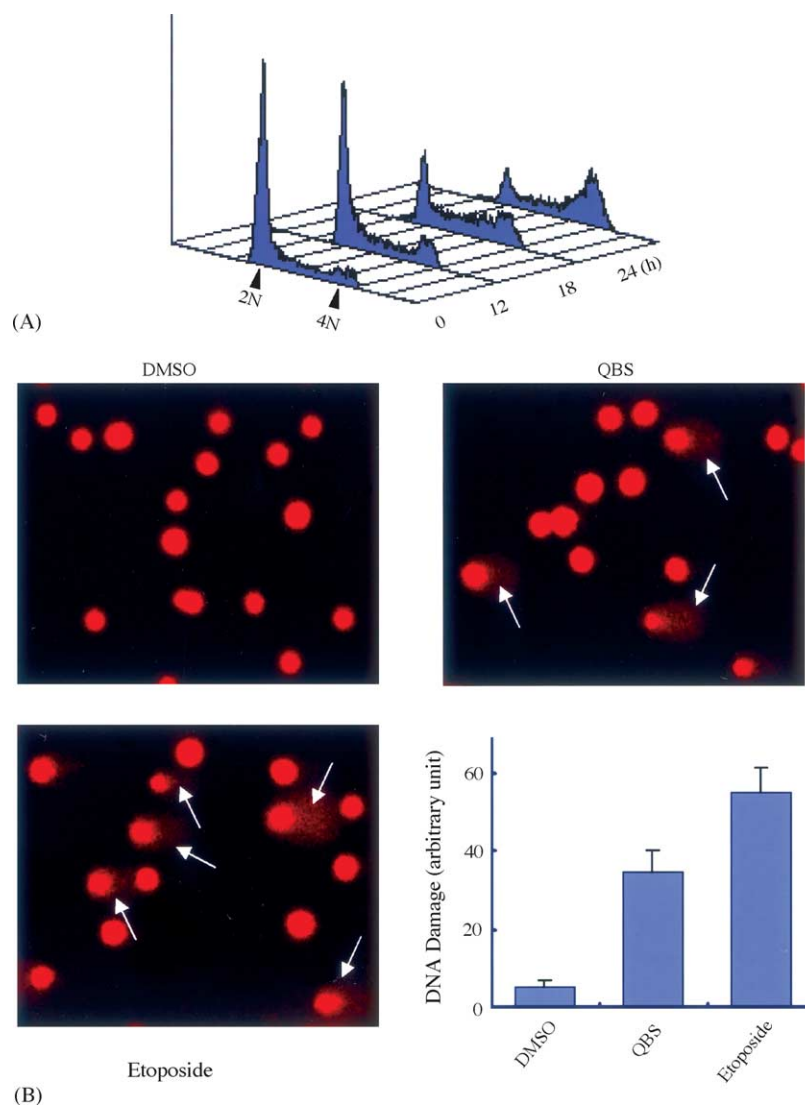 2N
4N
0
12
18
24 (h)
(A)
DMSO
QBS
Etoposide
DNA Damage (arbitrary unit)
60
40
20
0
DMSO
QBS
Etoposide
(B)